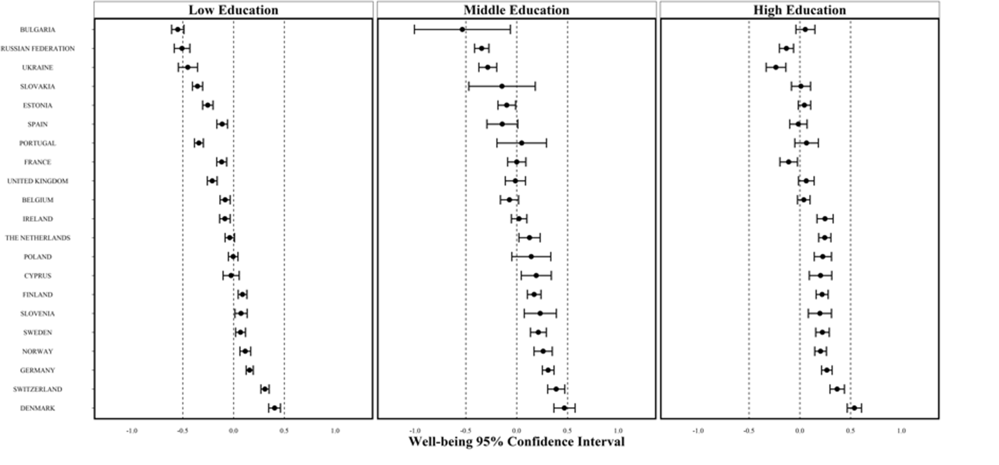 Low Education Middle Education High Education
BULGARIA
RUSSIAN FEDERATION
UKRAINE
SLOVAKIA
ESTONIA
SPAIN
PORTUGAL
FRANCE
UNITED KINGDOM
BELGIUM
IRELAND
THE NETHERLANDS
POLAND
CYPRUS
FINLAND
SLOVENIA
SWEDEN
NORWAY
GERMANY
SWITZERLAND
DENMARK
-1.0 -0.5 0.0 0.5 1.0 -1.0 -0.5 0.0 0.5 1.0 -1.0 -0.5 0.0 0.5 1.0
Well-being 95% Confidence Interval